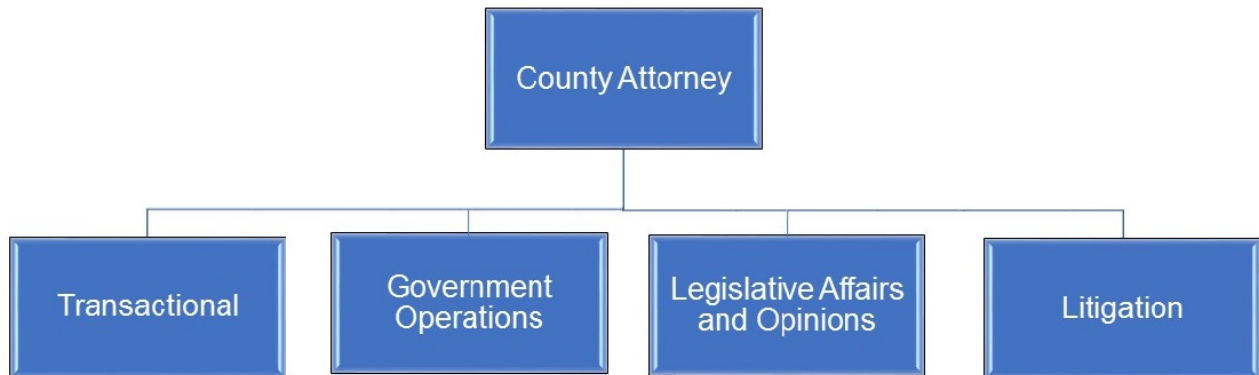 County Attorney
Transactional
Government
Operations
Legislative Affairs
and Opinions
Litigation